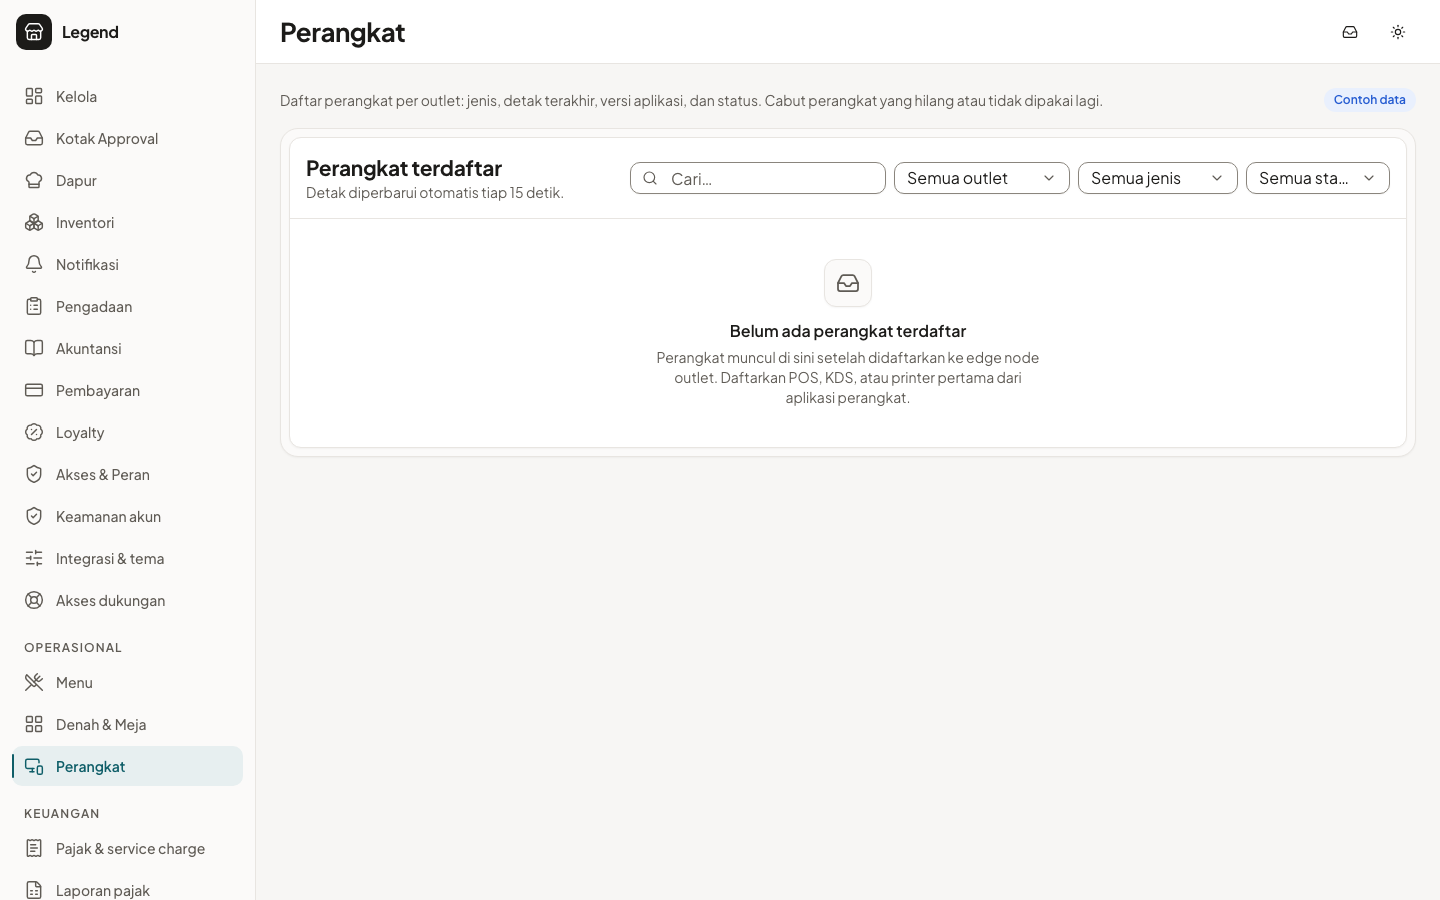 Legend
Perangkat
Kelola
Kotak Approval
Dapur
Inventori
Notifikasi
Pengadaan
Akuntansi
Pembayaran
Loyalty
Akses & Peran
Keamanan akun
Integrasi & tema
Akses dukungan
OPERASIONAL
Menu
Denah & Meja
Perangkat
KEUANGAN
Pajak & service charge
Laporan pajak
Daftar perangkat per outlet: jenis, detak terakhir, versi aplikasi, dan status. Cabut perangkat yang hilang atau tidak dipakai lagi.
Contoh data
Perangkat terdaftar
Detak diperbarui otomatis tiap 15 detik.
Cari...
Semua outlet
Semua jenis
Semua sta...
Belum ada perangkat terdaftar
Perangkat muncul di sini setelah didaftarkan ke edge node
outlet. Daftarkan POS, KDS, atau printer pertama dari
aplikasi perangkat.